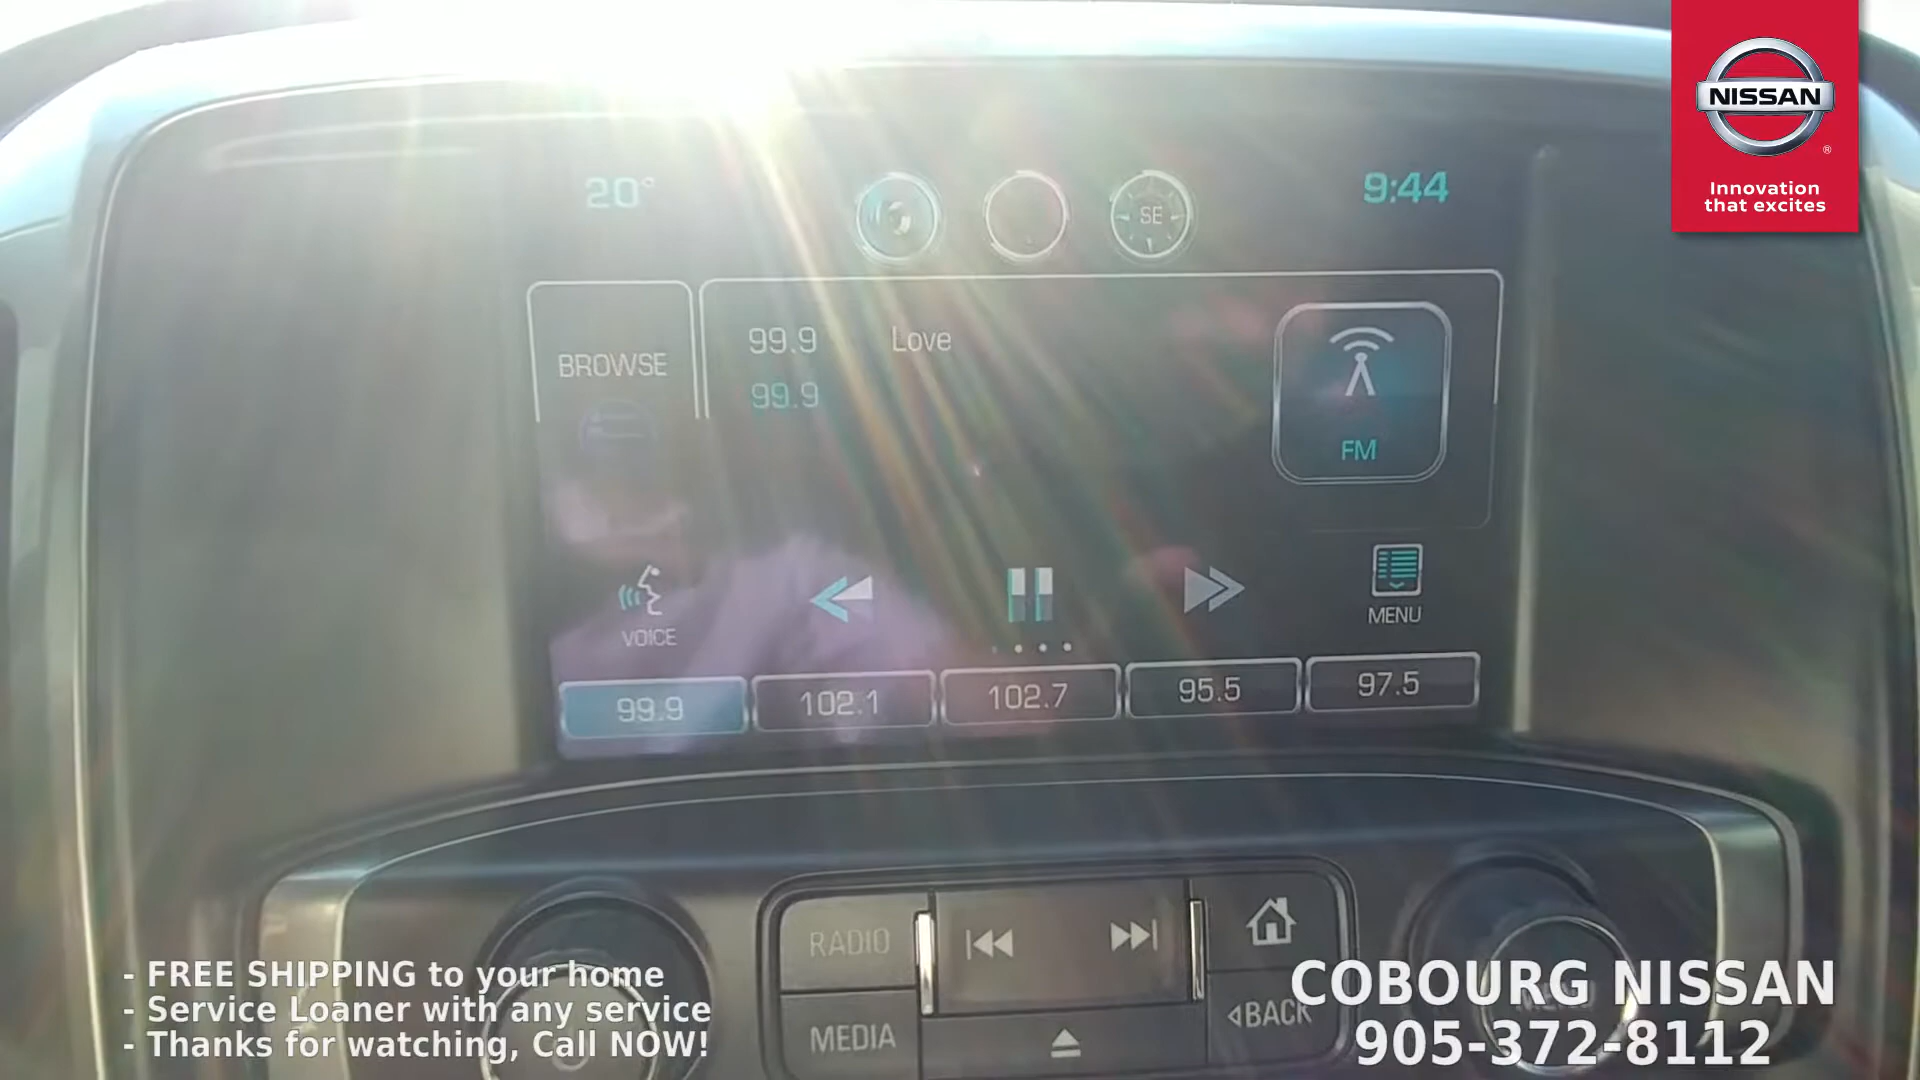 NISSAN
®
Innovation
that excites
20°
SE
9:44
BROWSE
99.9 Love
99.9
FM
VOICE
MENU
99.9 102.1 102.7 95.5 97.5
RADIO
MEDIA
BACK
MENU
- FREE SHIPPING to your home
- Service Loaner with any service
- Thanks for watching, Call NOW!
COBOURG NISSAN
905-372-8112